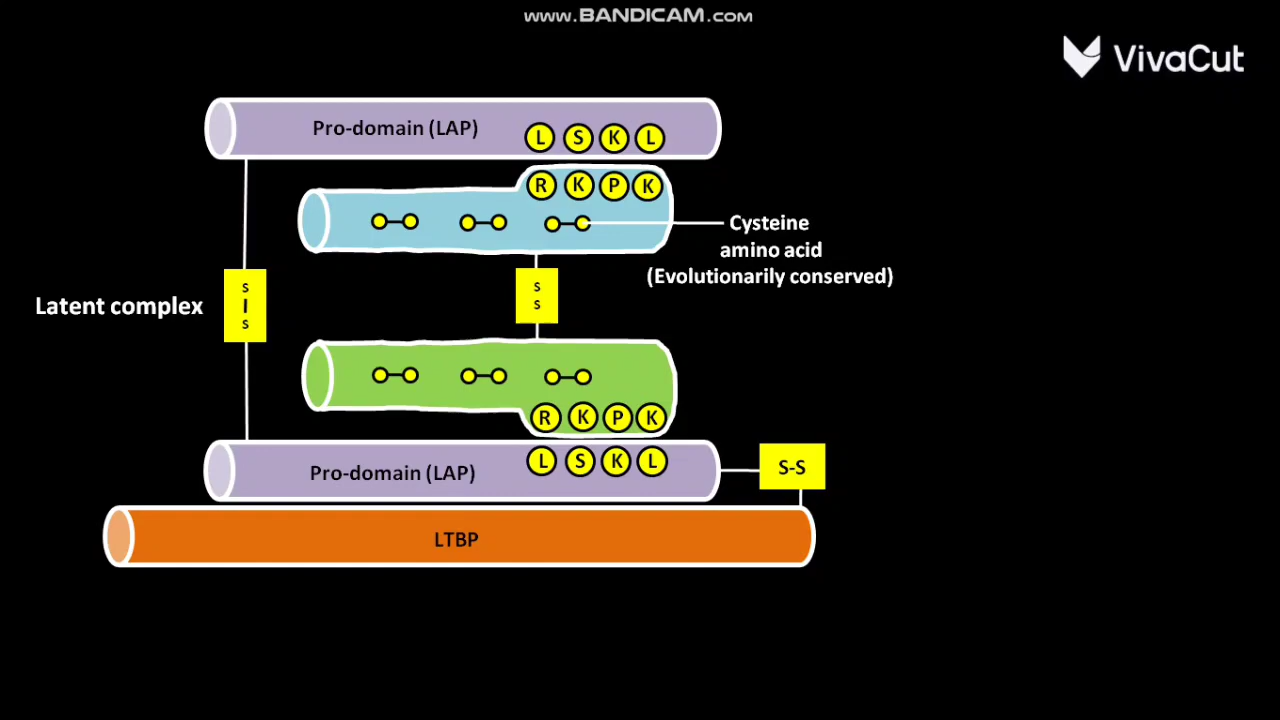 www.BANDICAM.com
VivaCut
Pro-domain (LAP)
L S K L
R K P K
Cysteine
amino acid
(Evolutionarily conserved)
Latent complex
S
I
S
S
S
R K P K
Pro-domain (LAP)
L S K L
S-S
LTBP